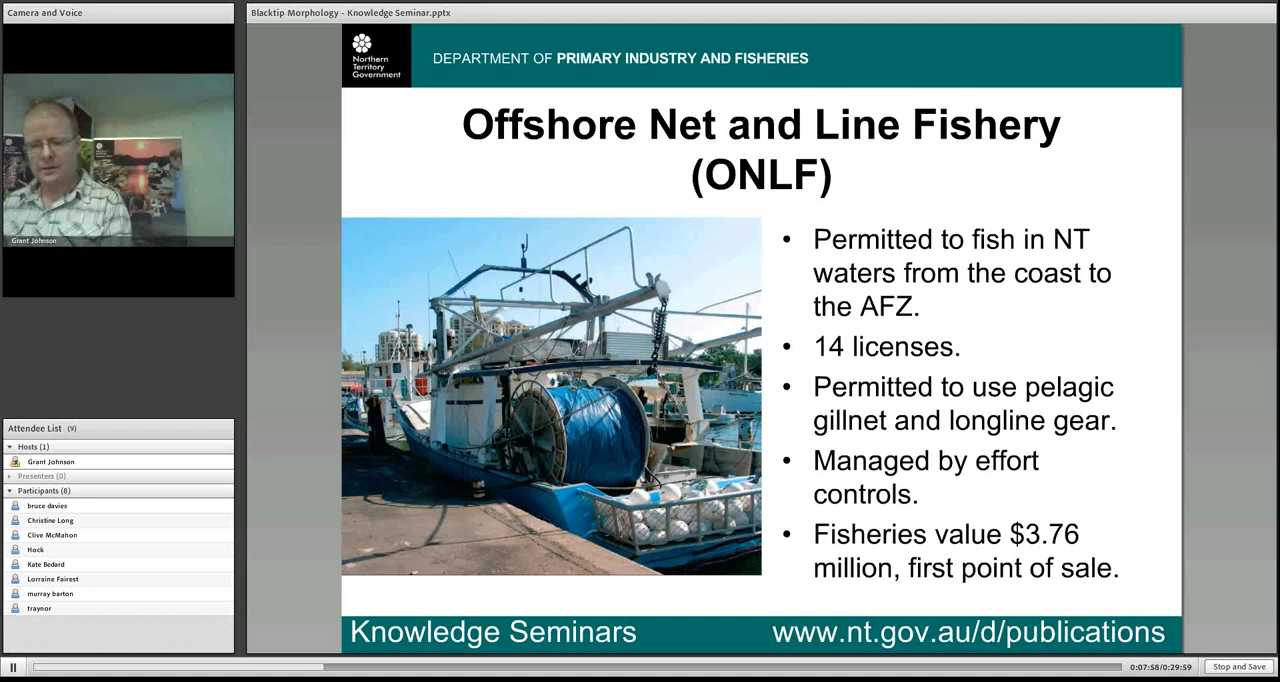 Camera and Voice
Grant Johnson
Attendee List (9)
Hosts (1)
Grant Johnson
Presenters (0)
Participants (8)
bruce davies
Christine Long
Clive McMahon
Hock
Kate Bedard
Lorraine Fairest
murray barton
traynor
Blacktip Morphology - Knowledge Seminar.pptx
Northern
Territory
Government
DEPARTMENT OF PRIMARY INDUSTRY AND FISHERIES
Offshore Net and Line Fishery
(ONLF)
• Permitted to fish in NT
waters from the coast to
the AFZ.
• 14 licenses.
• Permitted to use pelagic
gillnet and longline gear.
• Managed by effort
controls.
• Fisheries value $3.76
million, first point of sale.
Knowledge Seminars
www.nt.gov.au/d/publications
0:07:58/0:29:59
Stop and Save